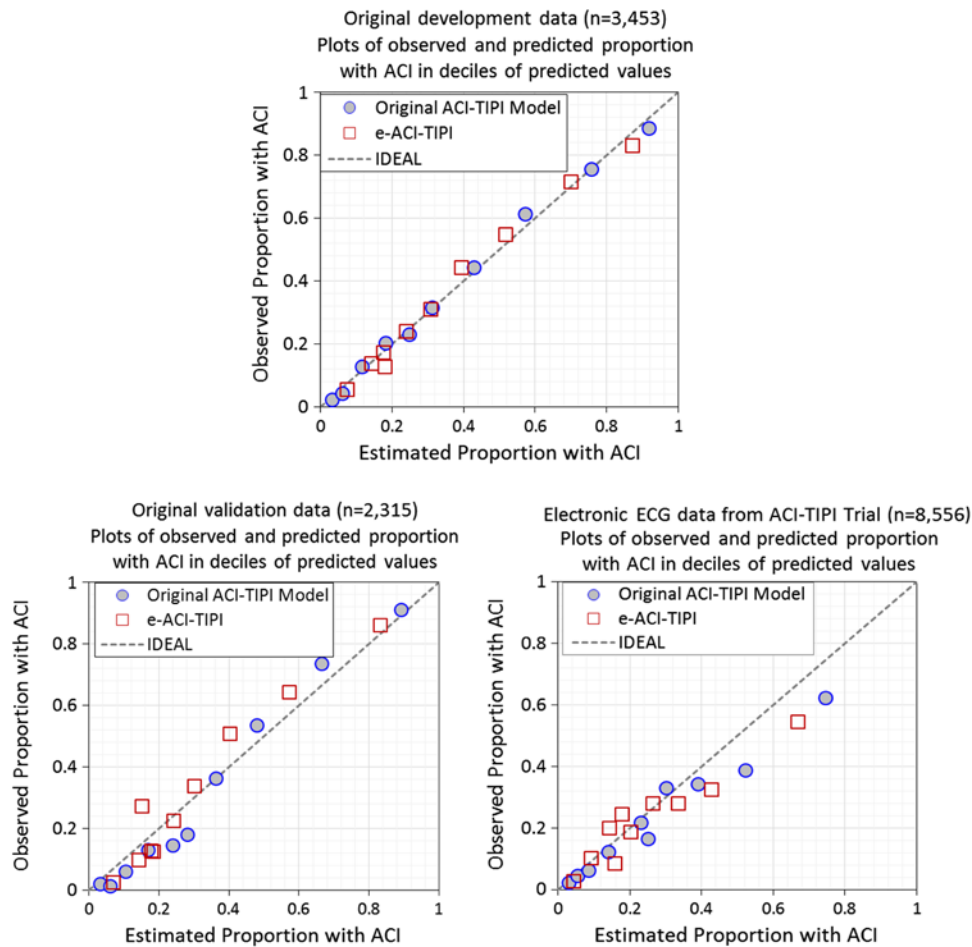 Original development data (n=3,453)
Plots of observed and predicted proportion
with ACI in deciles of predicted values
Observed Proportion with ACI
1
0.8
0.6
0.4
0.2
0
Original ACI-TIPI Model
e-ACI-TIPI
IDEAL
0 0.2 0.4 0.6 0.8 1
Estimated Proportion with ACI
Original validation data (n=2,315)
Plots of observed and predicted proportion
with ACI in deciles of predicted values
Observed Proportion with ACI
1
0.8
0.6
0.4
0.2
0
Original ACI-TIPI Model
e-ACI-TIPI
IDEAL
0 0.2 0.4 0.6 0.8 1
Estimated Proportion with ACI
Electronic ECG data from ACI-TIPI Trial (n=8,556)
Plots of observed and predicted proportion
with ACI in deciles of predicted values
Observed Proportion with ACI
1
0.8
0.6
0.4
0.2
0
Original ACI-TIPI Model
e-ACI-TIPI
IDEAL
0 0.2 0.4 0.6 0.8 1
Estimated Proportion with ACI